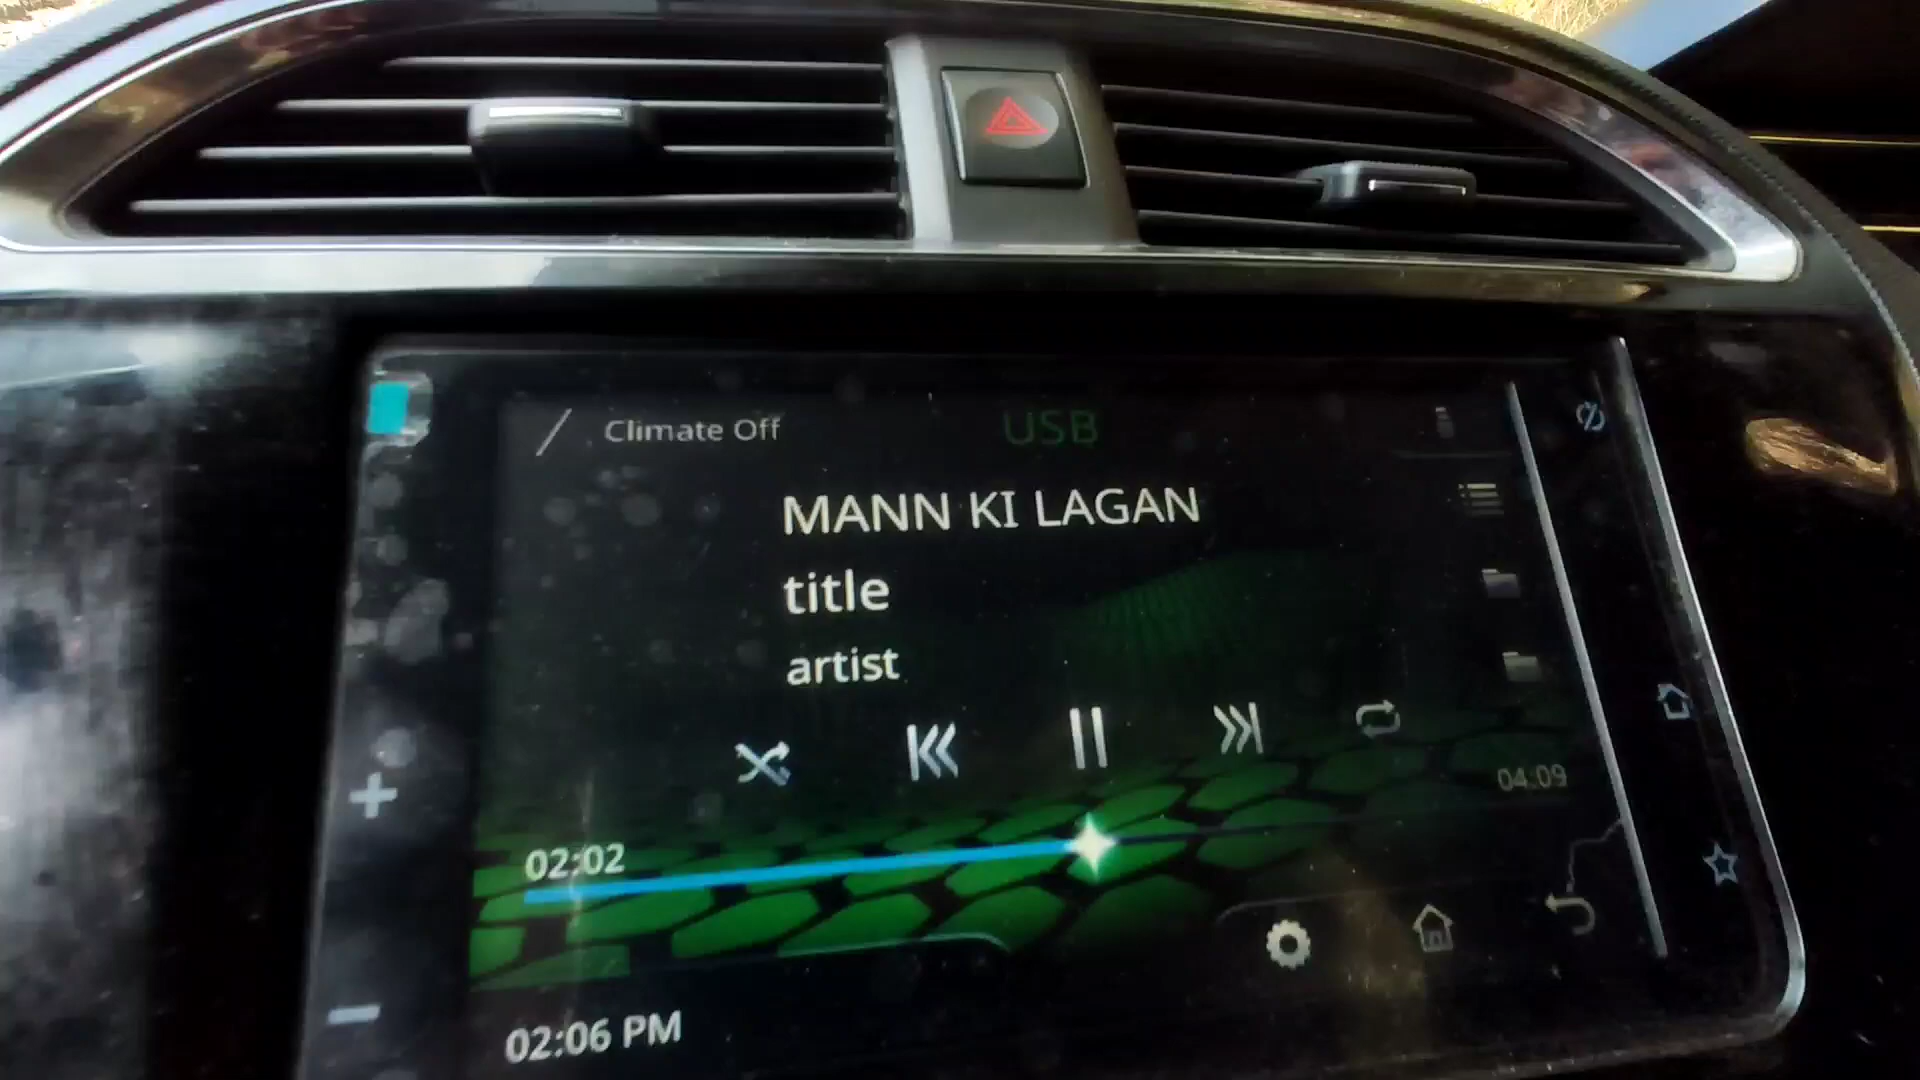 Climate Off
USB
MANN KI LAGAN
title
artist
04:09
02:02
02:06 PM